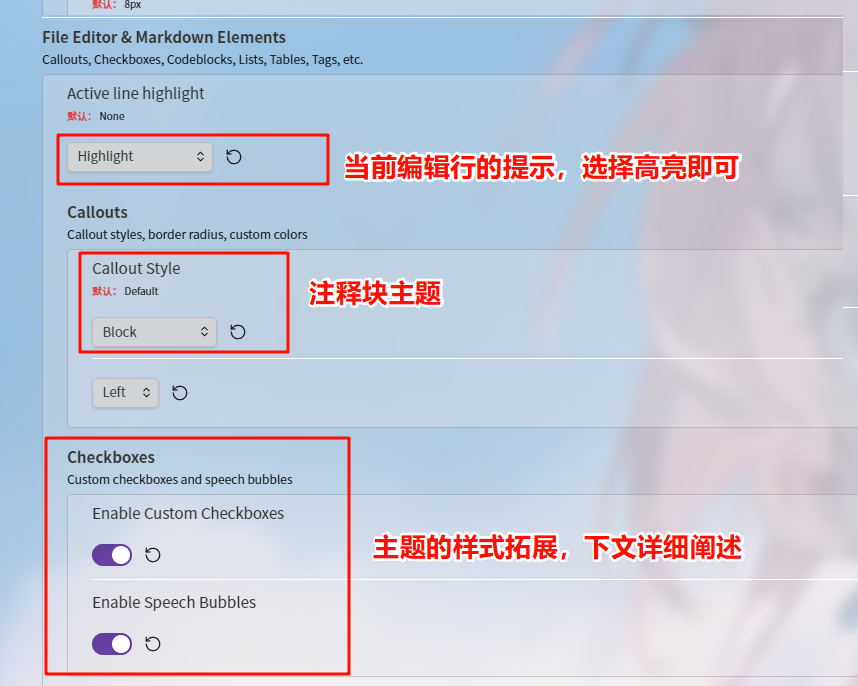 默认： 8px
File Editor & Markdown Elements
Callouts, Checkboxes, Codeblocks, Lists, Tables, Tags, etc.
Active line highlight
默认： None
Highlight
当前编辑行的提示，选择高亮即可
Callouts
Callout styles, border radius, custom colors
Callout Style
默认： Default
注释块主题
Block
Left
Checkboxes
Custom checkboxes and speech bubbles
Enable Custom Checkboxes
主题的样式拓展，下文详细阐述
Enable Speech Bubbles